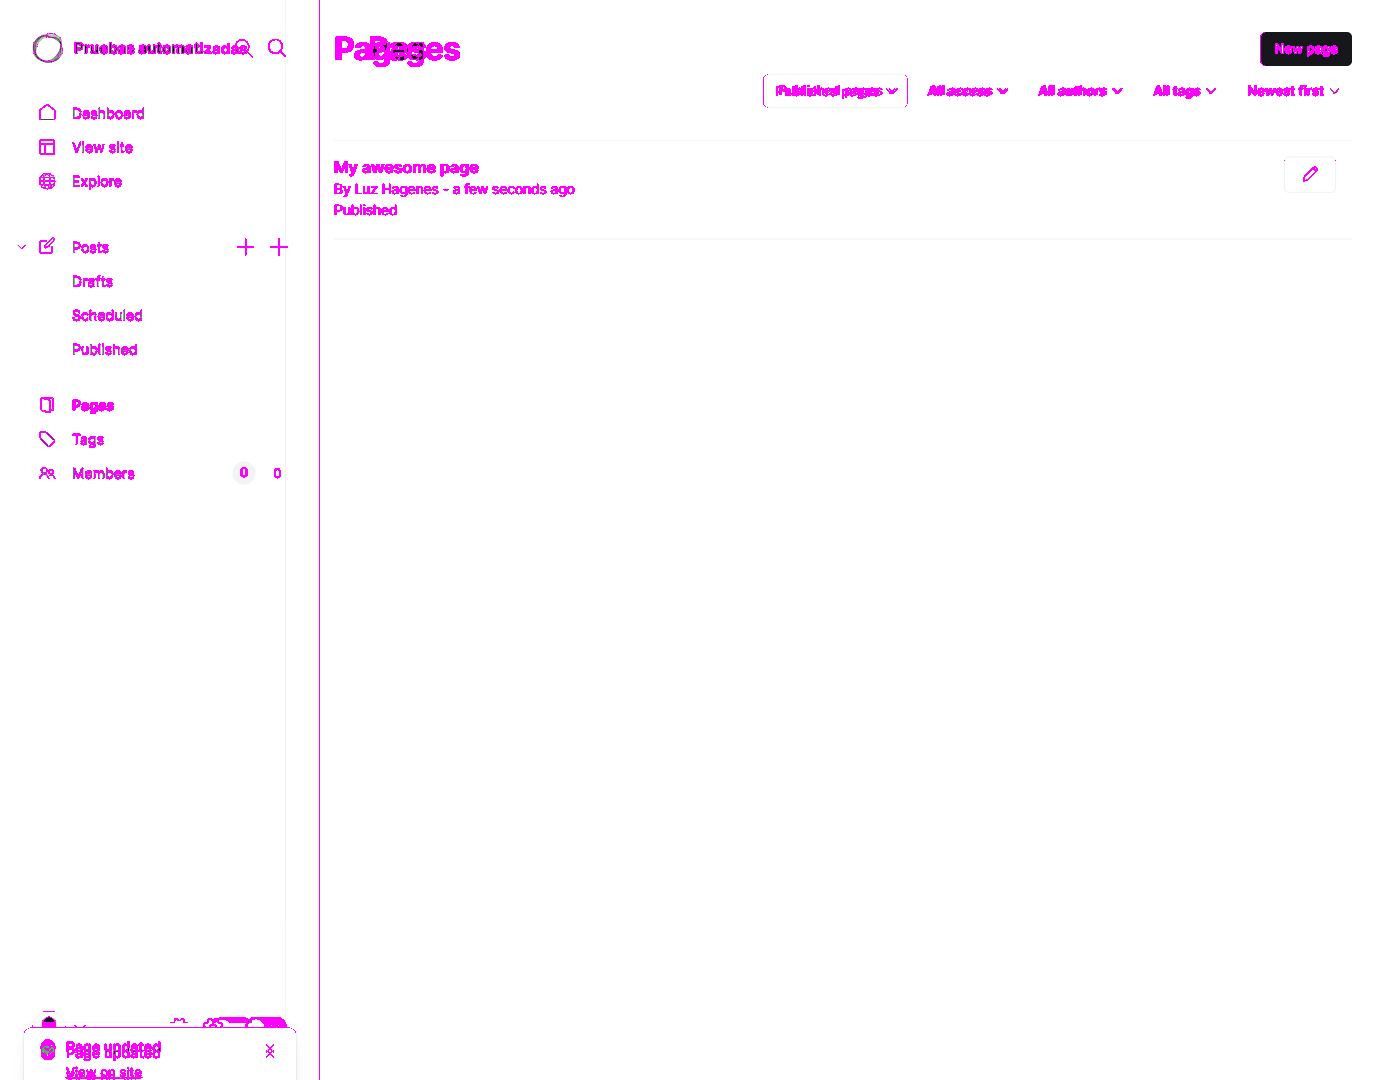 Pruebas automatizadas
Dashboard
View site
Explore
Posts
Drafts
Scheduled
Published
Pages
Tags
Members 0 0
Pages
New page
Published pages All access All authors All tags Newest first
My awesome page
By Luz Hagenes - a few seconds ago
Published
Page updated
View on site